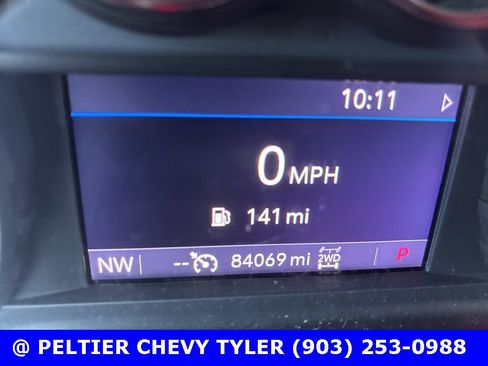 10:11
0 MPH
141 mi
NW -- 84069 mi 2WD P
@ PELTIER CHEVY TYLER (903) 253-0988